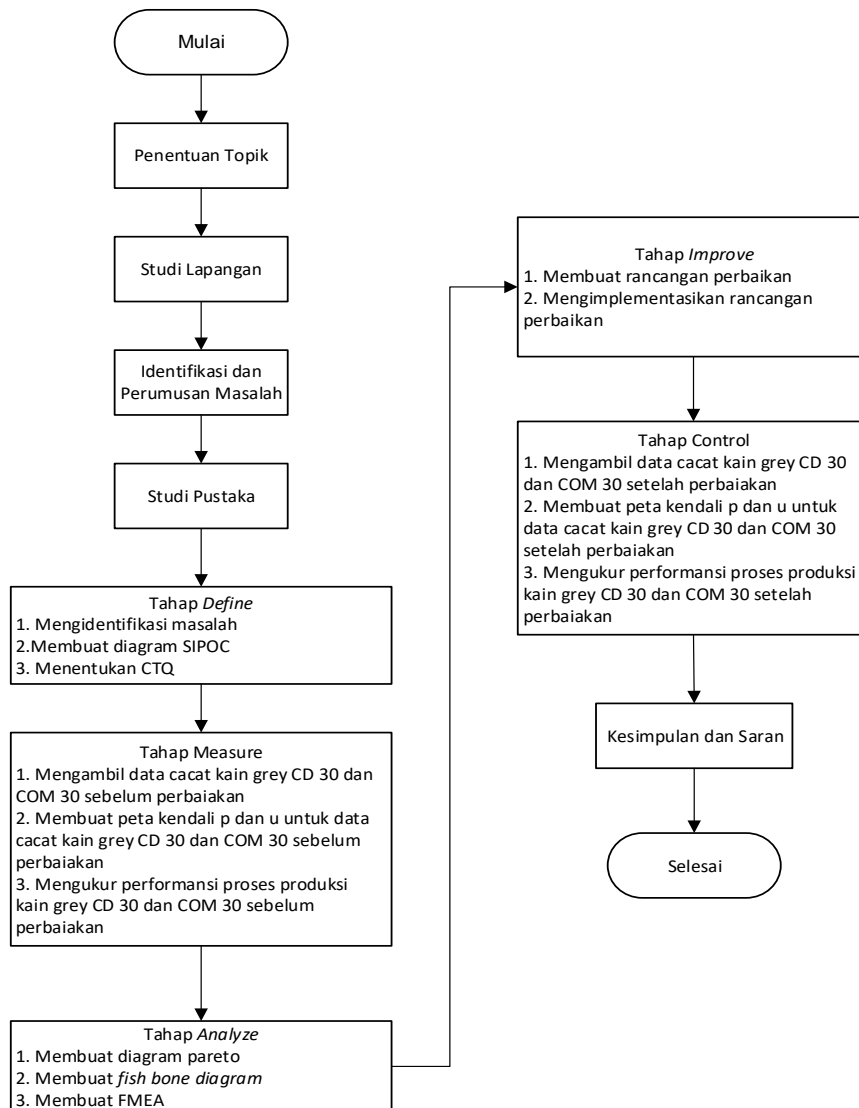 Mulai
Penentuan Topik
Studi Lapangan
Identifikasi dan
Perumusan Masalah
Studi Pustaka
Tahap Define
1. Mengidentifikasi masalah
2.Membuat diagram SIPOC
3. Menentukan CTQ
Tahap Measure
1. Mengambil data cacat kain grey CD 30 dan
COM 30 sebelum perbaiakan
2. Membuat peta kendali p dan u untuk data
cacat kain grey CD 30 dan COM 30 sebelum
perbaiakan
3. Mengukur performansi proses produksi
kain grey CD 30 dan COM 30 sebelum
perbaiakan
Tahap Analyze
1. Membuat diagram pareto
2. Membuat fish bone diagram
3. Membuat FMEA
Tahap Improve
1. Membuat rancangan perbaikan
2. Mengimplementasikan rancangan
perbaikan
Tahap Control
1. Mengambil data cacat kain grey CD 30
dan COM 30 setelah perbaiakan
2. Membuat peta kendali p dan u untuk
data cacat kain grey CD 30 dan COM 30
setelah perbaiakan
3. Mengukur performansi proses produksi
kain grey CD 30 dan COM 30 setelah
perbaiakan
Kesimpulan dan Saran
Selesai